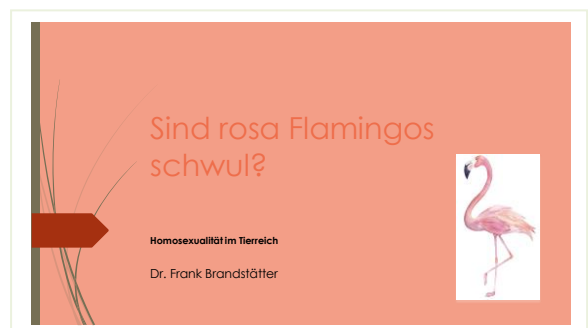 Sind rosa Flamingos
schwul?
Homosexualität im Tierreich
Dr. Frank Brandstätter